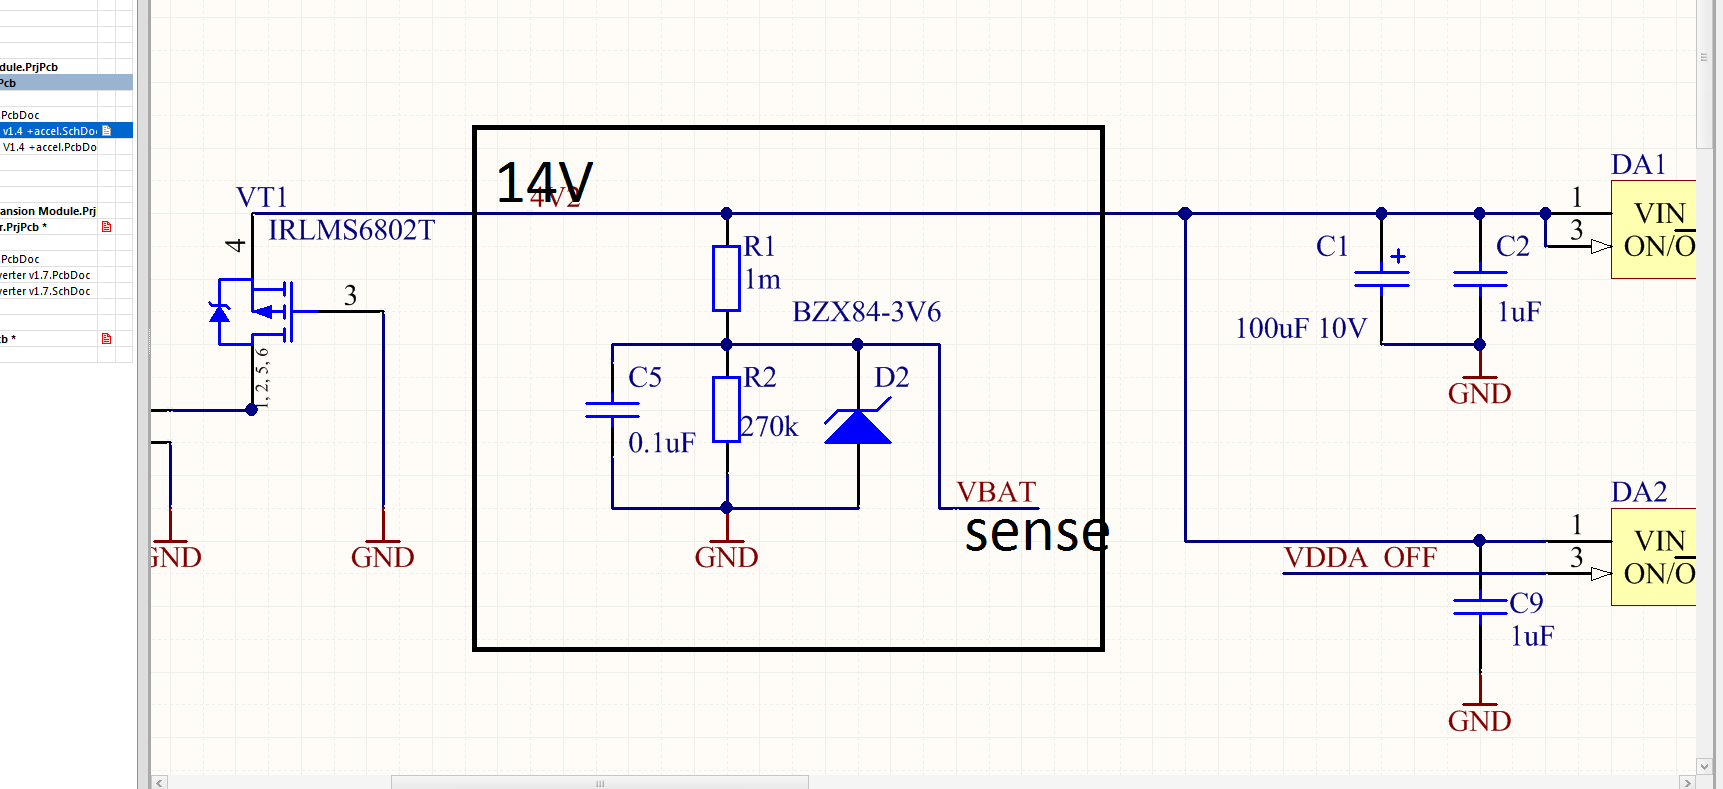 dule.PrjPcb
Pcb
PcbDoc
v1.4 +accel.SchDo
V1.4 +accel.PcbDo
ansion Module.Prj
r.PrjPcb *
PcbDoc
verter v1.7.PcbDoc
verter v1.7.SchDoc
cb *
VT1
IRLMS6802T
4
3
1, 2, 5, 6
GND
GND
14V
4V2
R1
1m
BZX84-3V6
C5
0.1uF
R2
270k
D2
VBAT
sense
GND
C1
+
100uF 10V
C2
1uF
GND
DA1
1
VIN
3
ON/O
DA2
1
VIN
3
ON/O
VDDA OFF
C9
1uF
GND